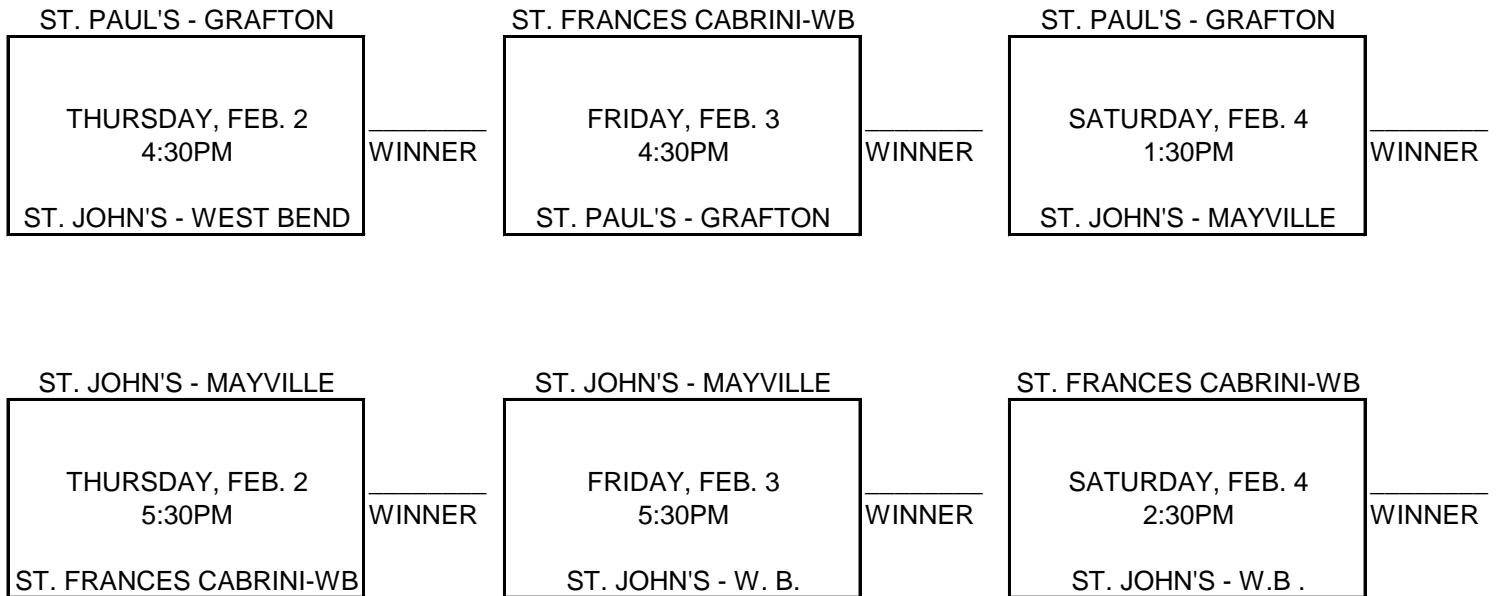 ST. PAUL'S - GRAFTON
THURSDAY, FEB. 2
4:30PM
ST. JOHN'S - WEST BEND
________
WINNER
ST. FRANCES CABRINI-WB
FRIDAY, FEB. 3
4:30PM
ST. PAUL'S - GRAFTON
________
WINNER
ST. PAUL'S - GRAFTON
SATURDAY, FEB. 4
1:30PM
ST. JOHN'S - MAYVILLE
________
WINNER
ST. JOHN'S - MAYVILLE
THURSDAY, FEB. 2
5:30PM
ST. FRANCES CABRINI-WB
________
WINNER
ST. JOHN'S - MAYVILLE
FRIDAY, FEB. 3
5:30PM
ST. JOHN'S - W. B.
________
WINNER
ST. FRANCES CABRINI-WB
SATURDAY, FEB. 4
2:30PM
ST. JOHN'S - W.B .
________
WINNER